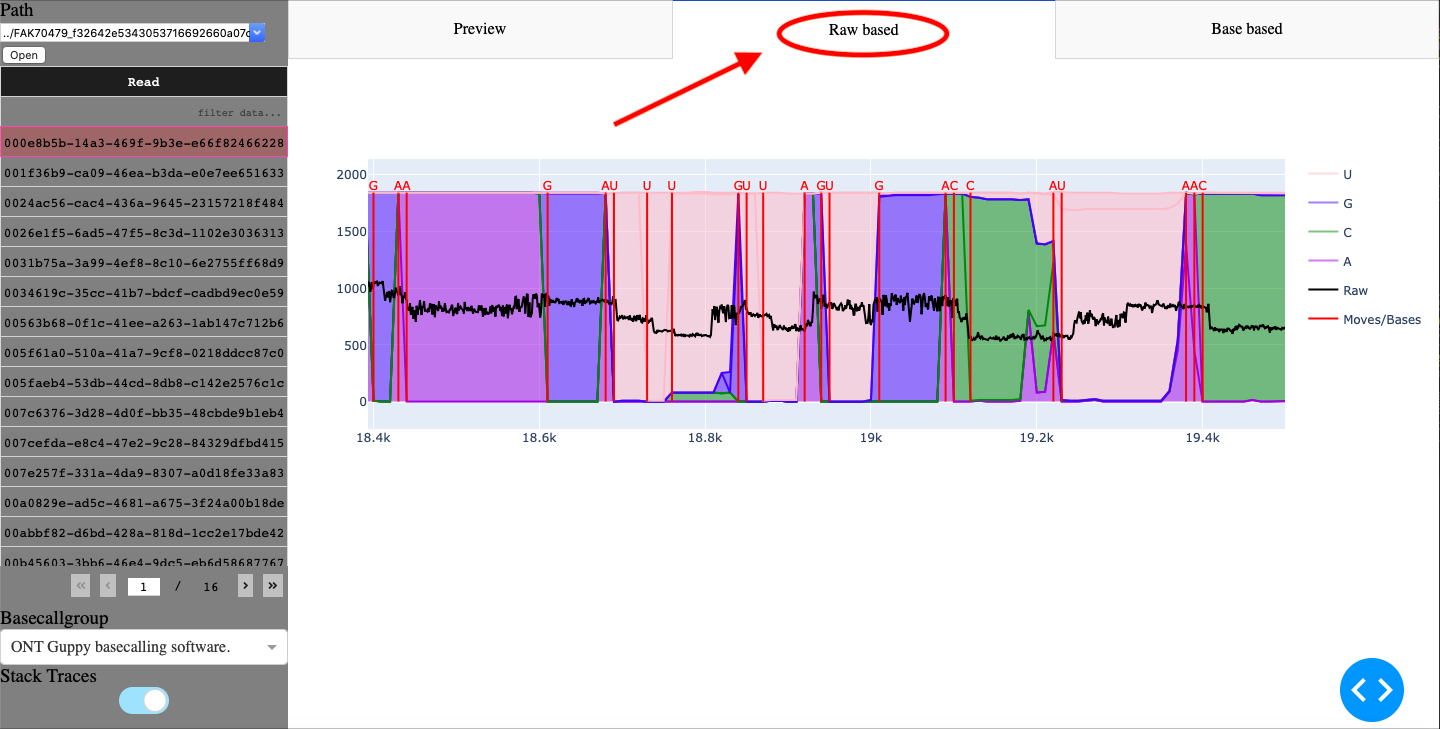 Path
../FAK70479_f32642e5343053716692660a07c
Open
Read
filter data...
000e8b5b-14a3-469f-9b3e-e66f82466228
001f36b9-ca09-46ea-b3da-e0e7ee651633
0024ac56-cac4-436a-9645-23157218f484
0026e1f5-6ad5-47f5-8c3d-1102e3036313
0031b75a-3a99-4ef8-8c10-6e2755ff68d9
0034619c-35cc-41b7-bdcf-cadbd9ec0e59
00563b68-0f1c-41ee-a263-1ab147c712b6
005f61a0-510a-41a7-9cf8-0218ddcc87c0
005faeb4-53db-44cd-8db8-c142e2576c1c
007c6376-3d28-4d0f-bb35-48cbde9b1eb4
007cefda-e8c4-47e2-9c28-84329dfbd415
007e257f-331a-4da9-8307-a0d18fe33a83
00a0829e-ad5c-4681-a675-3f24a00b18de
00abbf82-d6bd-428a-818d-1cc2e17bde42
00b45603-3bb6-46e4-9dc5-eb6d58687767
1 / 16
Basecallgroup
ONT Guppy basecalling software.
Stack Traces
Preview
Raw based
Base based
2000
1500
1000
500
0
G AA G AU U U GU U A GU G AC C AU AAC
18.4k 18.6k 18.8k 19k 19.2k 19.4k
U
G
C
A
Raw
Moves/Bases